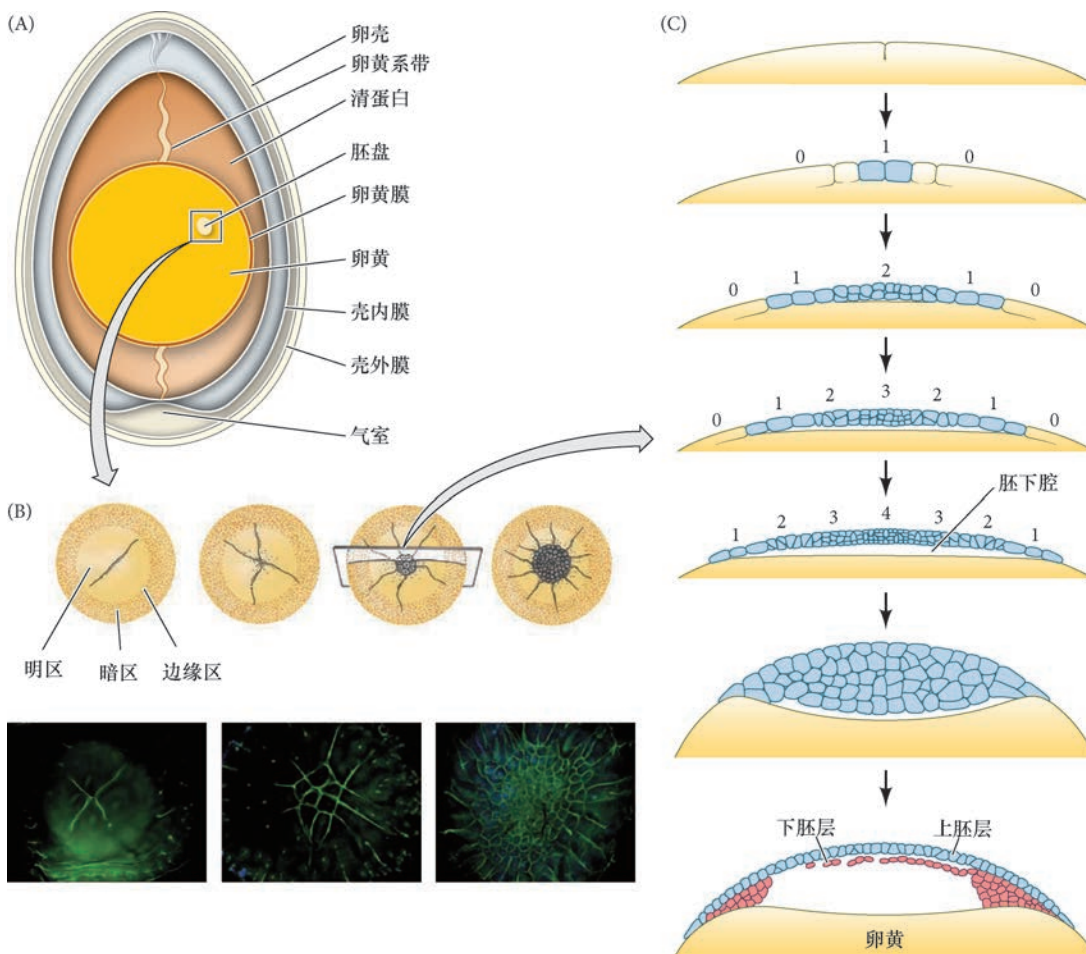 (A)
卵壳
卵黄系带
清蛋白
胚盘
卵黄膜
卵黄
壳内膜
壳外膜
气室
(B)
明区
暗区
边缘区
(C)
0 1 0
0 1 2 1 0
0 1 2 3 2 1 0
胚下腔
1 2 3 4 3 2 1
下胚层
上胚层
卵黄